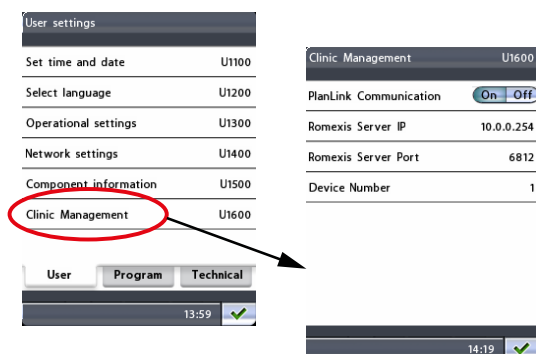 User settings
Set time and date U1100
Select language U1200
Operational settings U1300
Network settings U1400
Component information U1500
Clinic Management U1600
User Program Technical
13:59
Clinic Management U1600
PlanLink Communication On Off
Romexis Server IP 10.0.0.254
Romexis Server Port 6812
Device Number 1
14:19